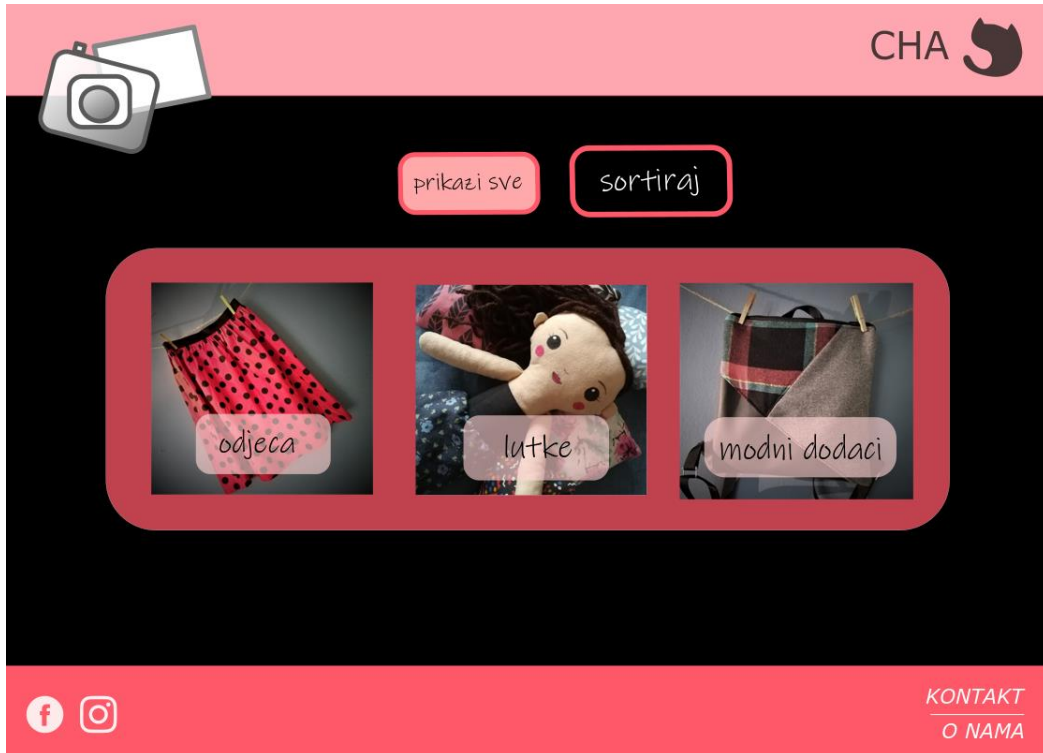 CHA
prikazi sve
sortiraj
odjeca
lutke
modni dodaci
KONTAKT
O NAMA